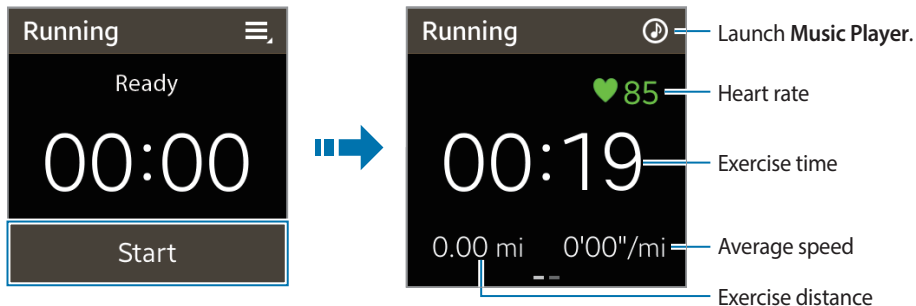 Running
Ready
00:00
Start
Running
85
00:19
0.00 mi 0'00"/mi
Launch Music Player.
Heart rate
Exercise time
Average speed
Exercise distance